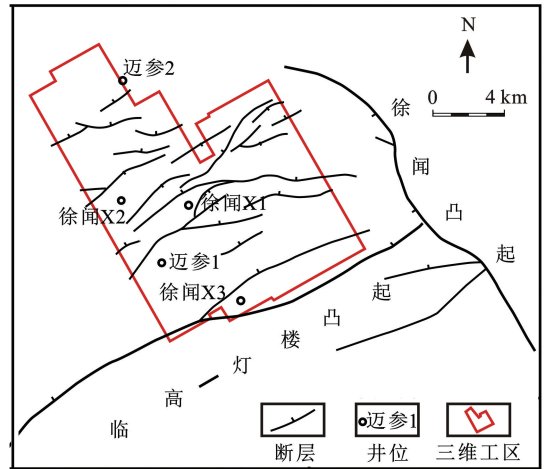 N
0 4 km
迈参2
徐闻凸起
徐闻X2
徐闻X1
迈参1
徐闻X3
临高灯楼凸起
迈参1
断层
井位
三维工区